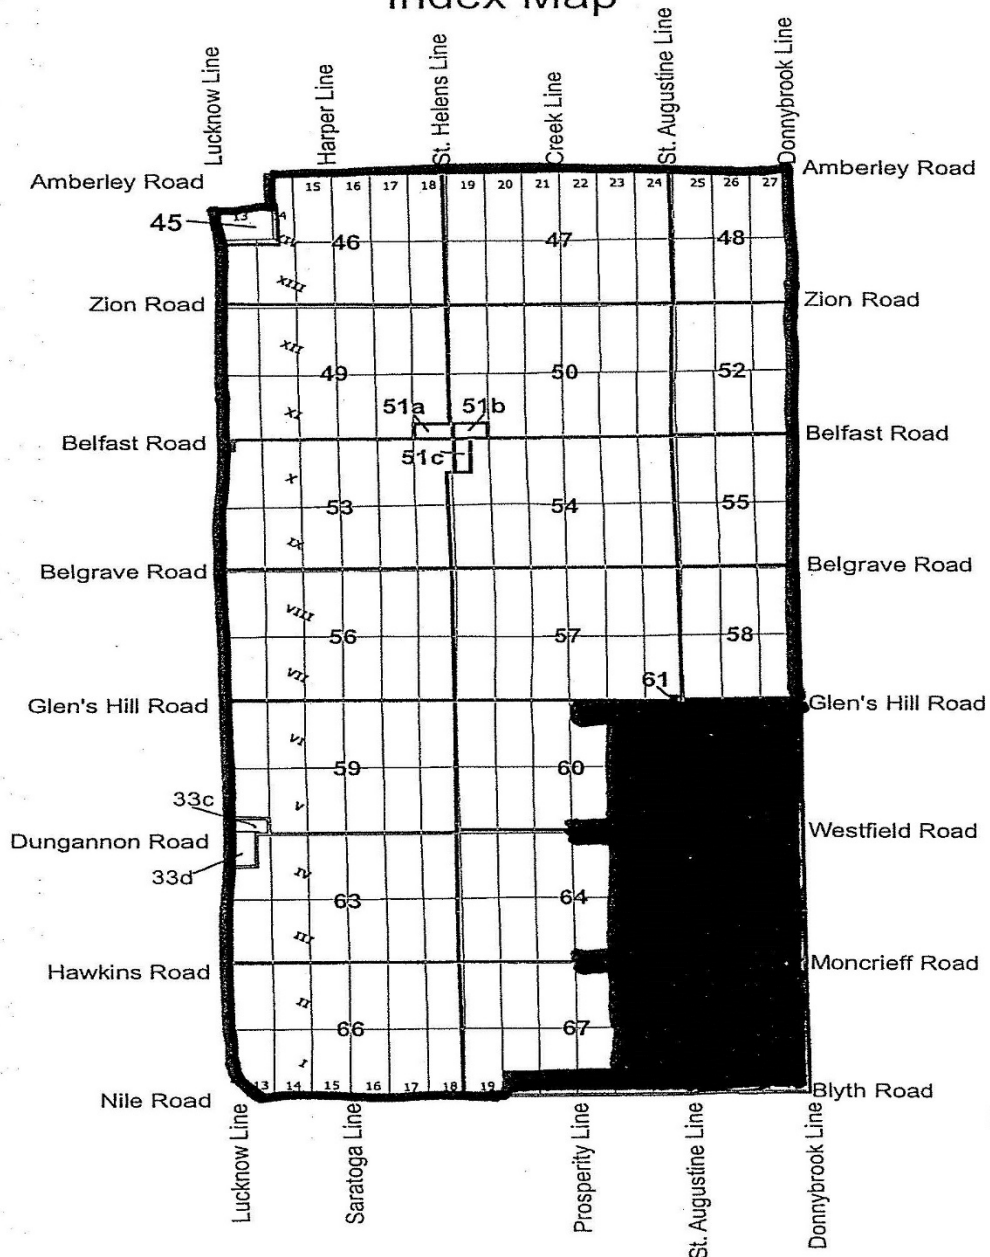 Index Map
Lucknow Line
Harper Line
St. Helens Line
Creek Line
St. Augustine Line
Donnybrook Line
Amberley Road
Amberley Road
15 16 17 18 19 20 21 22 23 24 25 26 27
45
13
A
XIV
46
47
48
XIII
Zion Road
Zion Road
XII
49
50
52
51a
51b
XI
Belfast Road
Belfast Road
51c
X
53
54
55
IX
Belgrave Road
Belgrave Road
VIII
56
57
58
VII
61
Glen's Hill Road
Glen's Hill Road
VI
59
60
33c
V
Dungannon Road
Westfield Road
33d
IV
63
64
III
Hawkins Road
Moncrieff Road
II
66
67
I
13 14 15 16 17 18 19
Nile Road
Blyth Road
Lucknow Line
Saratoga Line
Prosperity Line
St. Augustine Line
Donnybrook Line